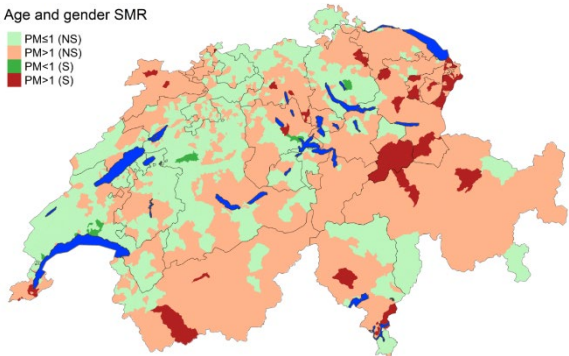 Age and gender SMR
PM≤1 (NS)
PM>1 (NS)
PM<1 (S)
PM>1 (S)